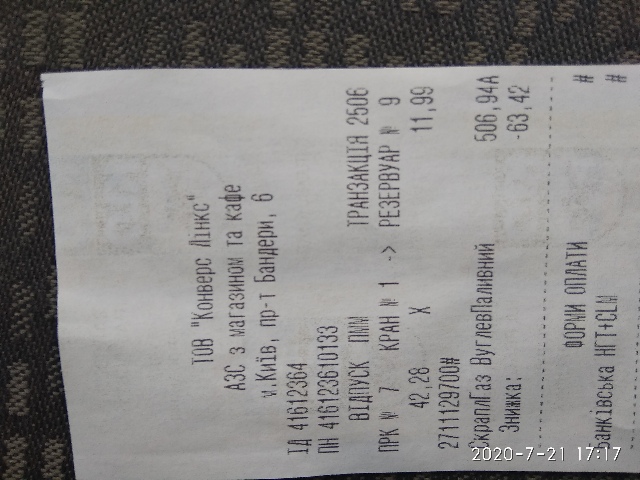 ТОВ "Конверс Лінкс"
АЗС з магазином та кафе
м.Київ, пр-т Бандери, 6
ІД 41612364
ПН 416123610133
ВІДПУСК ПММ ТРАНЗАКЦІЯ 2506
ПРК № 7 КРАН № 1 -> РЕЗЕРВУАР № 9
42,28 X 11,99
2711129700#
СкраплГаз ВуглевПаливний 506,94А
Знижка: -63,42
ФОРМИ ОПЛАТИ #
Банківська НГТ+CLM #
2020-7-21 17:17